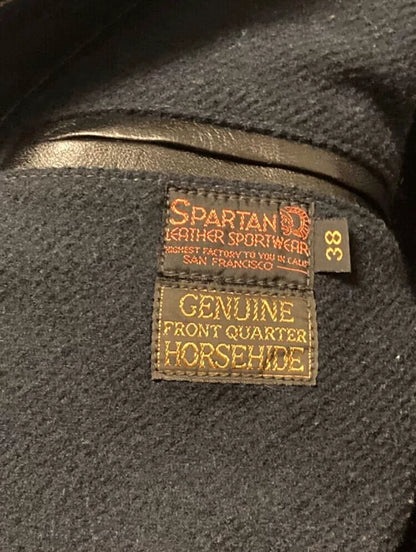 SPARTAN
LEATHER SPORTWEAR
HIGHEST FACTORY TO YOU IN CALIF
SAN FRANCISCO
38
GENUINE
FRONT QUARTER
HORSEHIDE